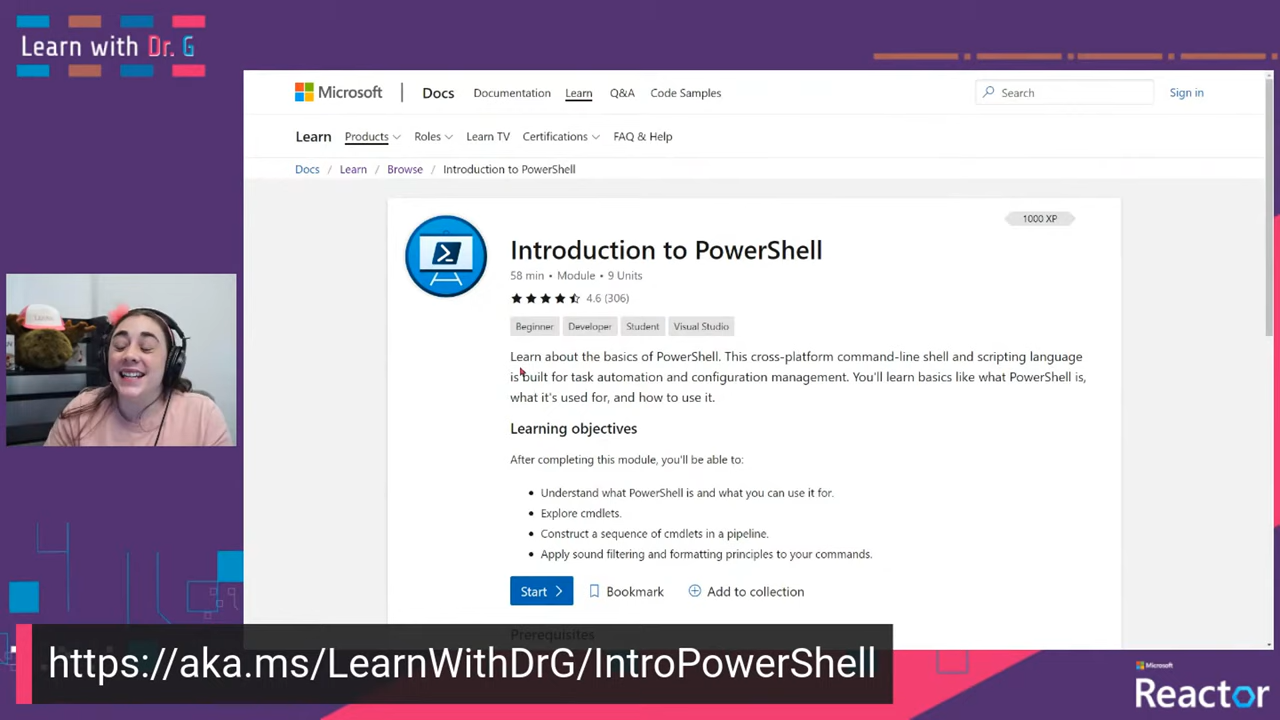 Learn with Dr. G
Microsoft
Docs
Documentation
Learn
Q&A
Code Samples
Search
Sign in
Learn
Products
Roles
Learn TV
Certifications
FAQ & Help
Docs / Learn / Browse / Introduction to PowerShell
1000 XP
Introduction to PowerShell
58 min • Module • 9 Units
4.6 (306)
Beginner
Developer
Student
Visual Studio
Learn about the basics of PowerShell. This cross-platform command-line shell and scripting language
is built for task automation and configuration management. You'll learn basics like what PowerShell is,
what it's used for, and how to use it.
Learning objectives
After completing this module, you'll be able to:
• Understand what PowerShell is and what you can use it for.
• Explore cmdlets.
• Construct a sequence of cmdlets in a pipeline.
• Apply sound filtering and formatting principles to your commands.
Start
Bookmark
Add to collection
Prerequisites
https://aka.ms/LearnWithDrG/IntroPowerShell
Microsoft
Reactor